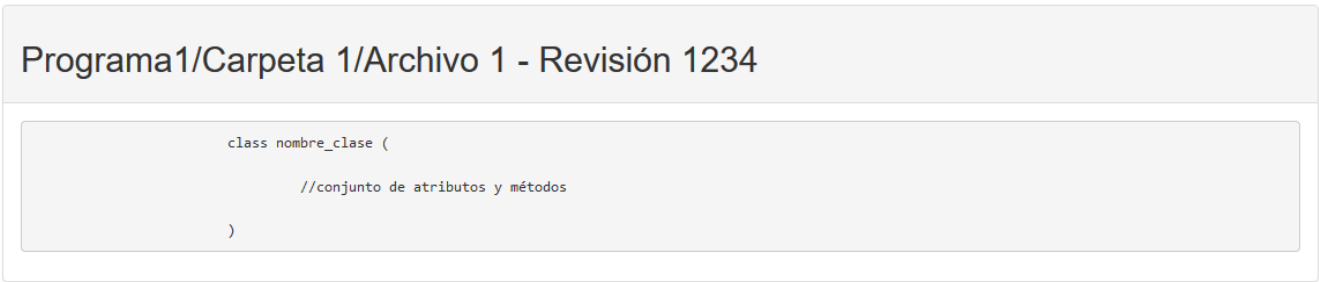 Programa1/Carpeta 1/Archivo 1 - Revisión 1234
class nombre_clase (
//conjunto de atributos y métodos
)